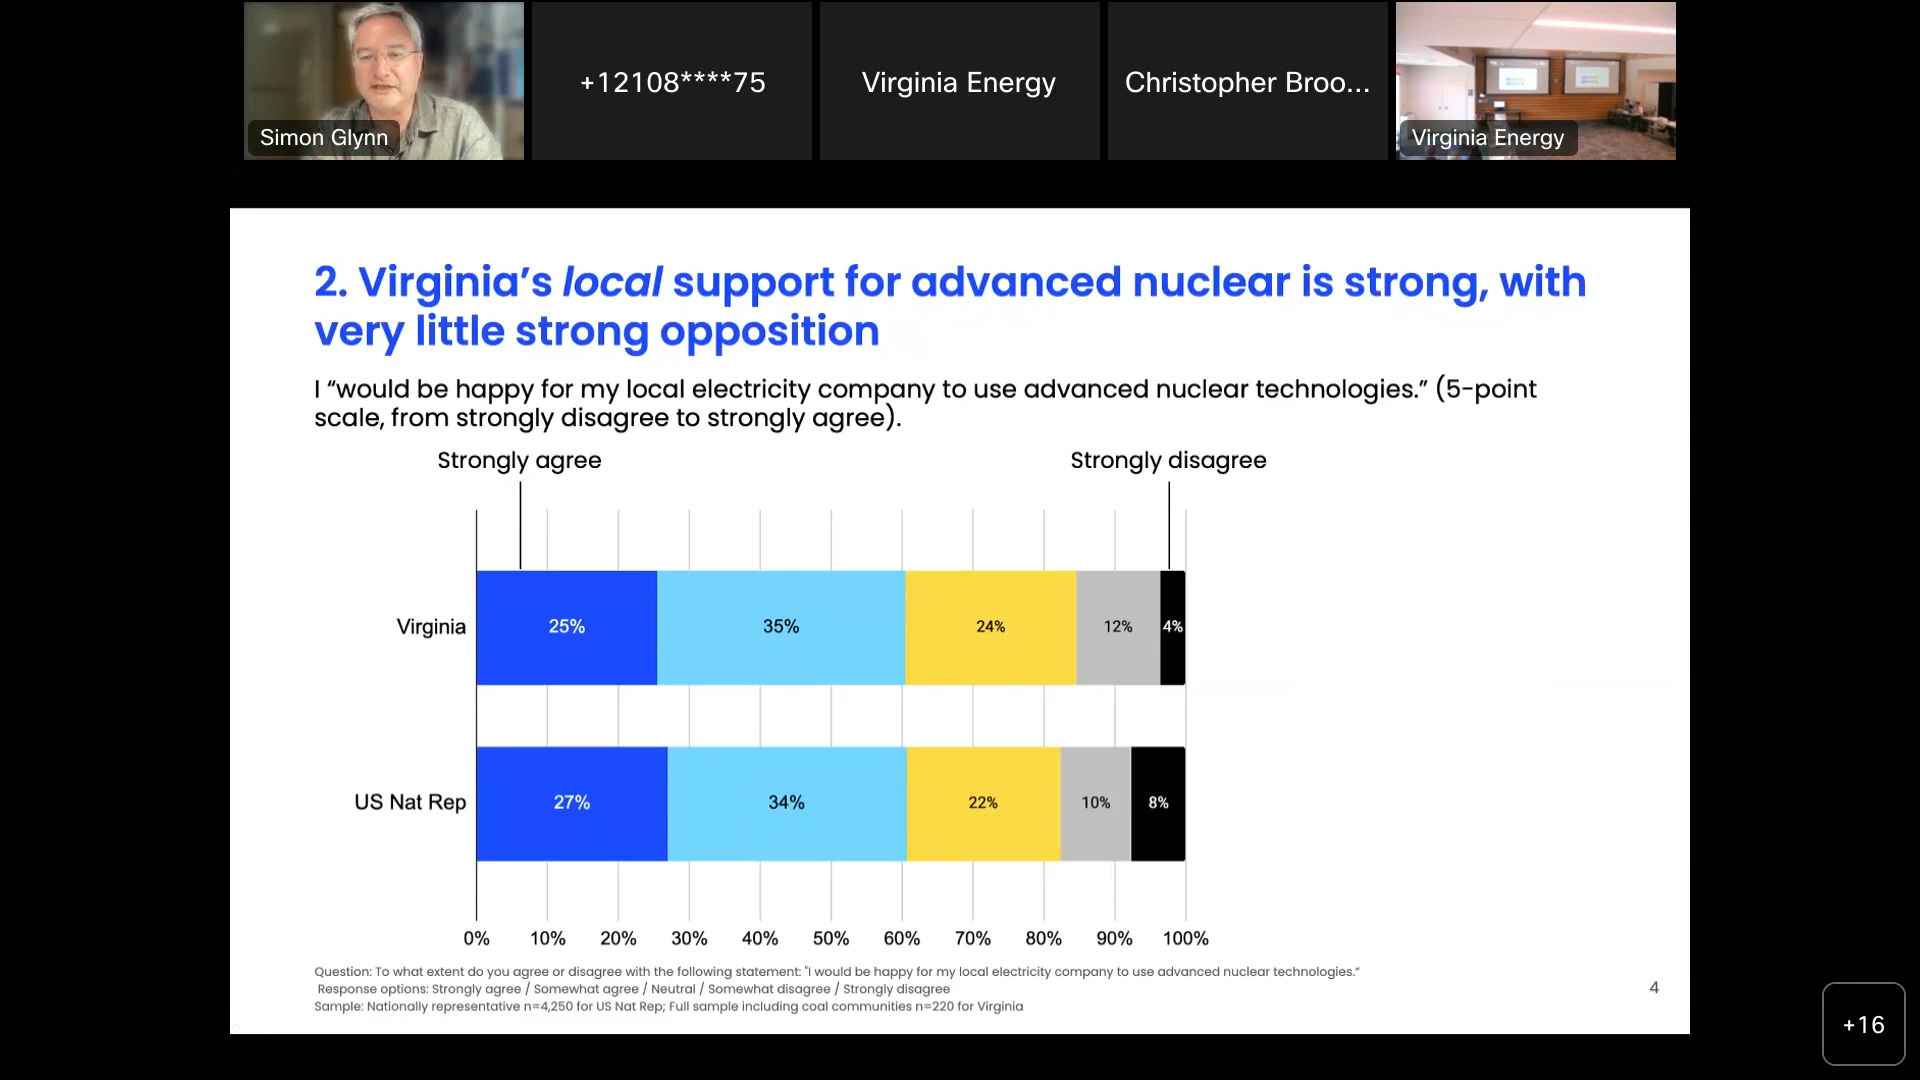 Simon Glynn
+12108****75
Virginia Energy
Christopher Broo...
Virginia Energy
2. Virginia’s local support for advanced nuclear is strong, with
very little strong opposition
I “would be happy for my local electricity company to use advanced nuclear technologies.” (5-point
scale, from strongly disagree to strongly agree).
Strongly agree
Strongly disagree
Virginia
25%
35%
24%
12%
4%
US Nat Rep
27%
34%
22%
10%
8%
0%
10%
20%
30%
40%
50%
60%
70%
80%
90%
100%
Question: To what extent do you agree or disagree with the following statement: "I would be happy for my local electricity company to use advanced nuclear technologies.”
Response options: Strongly agree / Somewhat agree / Neutral / Somewhat disagree / Strongly disagree
Sample: Nationally representative n=4,250 for US Nat Rep; Full sample including coal communities n=220 for Virginia
4
+16